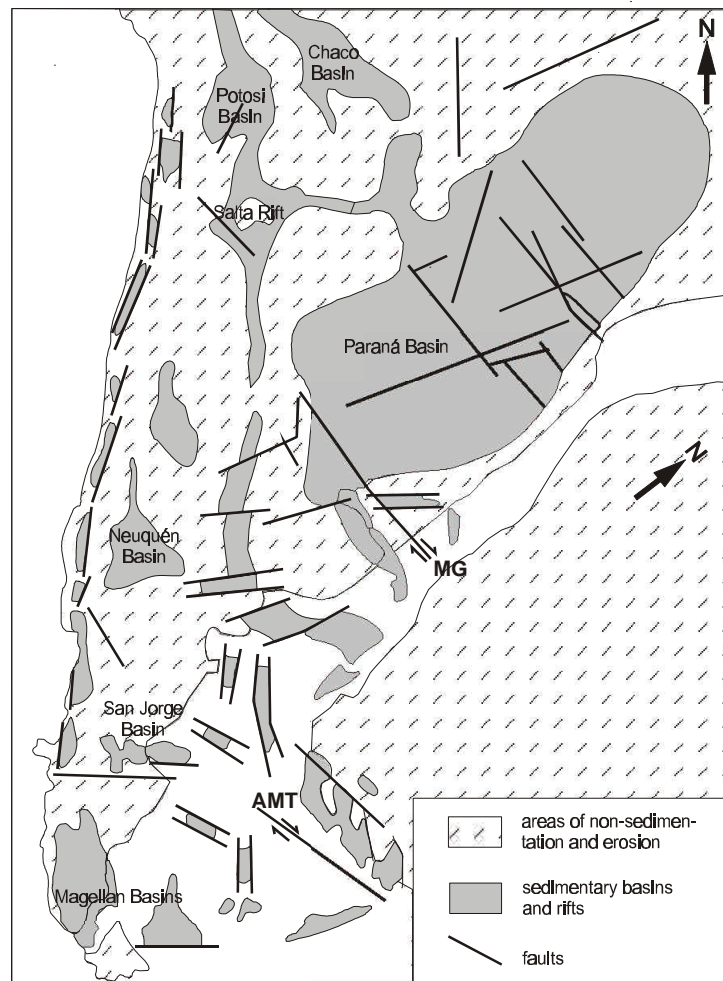 N
Chaco
Basin
Potosi
Basin
Salta Rift
Paraná Basin
N
Neuquén
Basin
MG
San Jorge
Basin
AMT
Magellan Basins
areas of non-sedimen-
tation and erosion
sedimentary basins
and rifts
faults